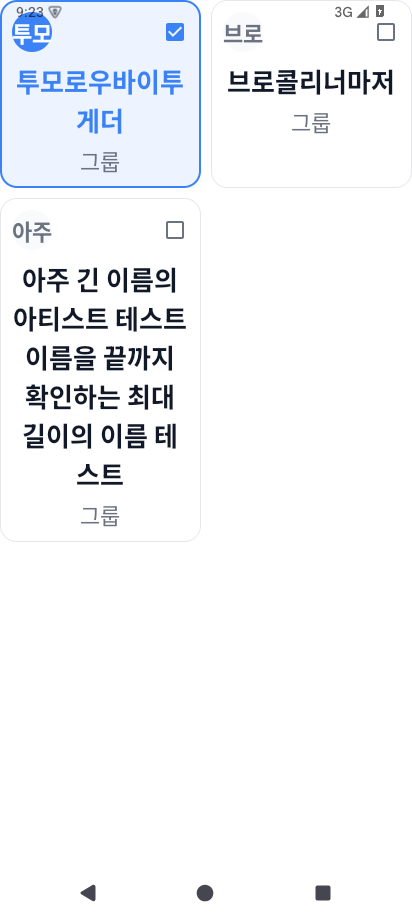 9:23
3G
투모
투모로우바이투
게더
그룹
브로
브로콜리너마저
그룹
아주
아주 긴 이름의
아티스트 테스트
이름을 끝까지
확인하는 최대
길이의 이름 테
스트
그룹